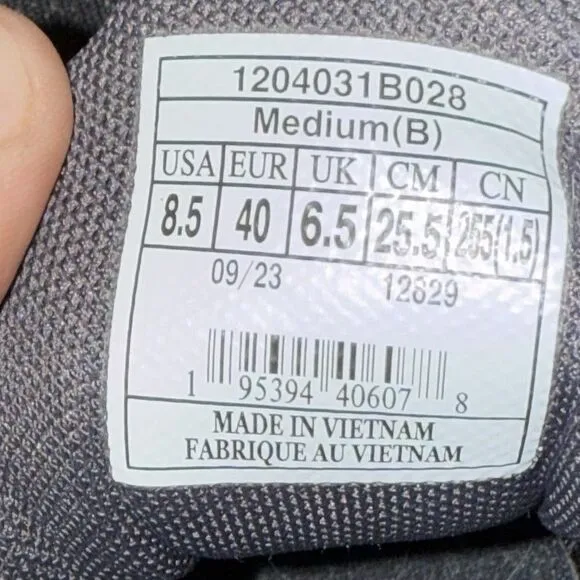 1204031B028
Medium(B)
USA EUR UK CM CN
8.5 40 6.5 25.5 255(1.5)
09/23 12829
1 95394 40607 8
MADE IN VIETNAM
FABRIQUE AU VIETNAM